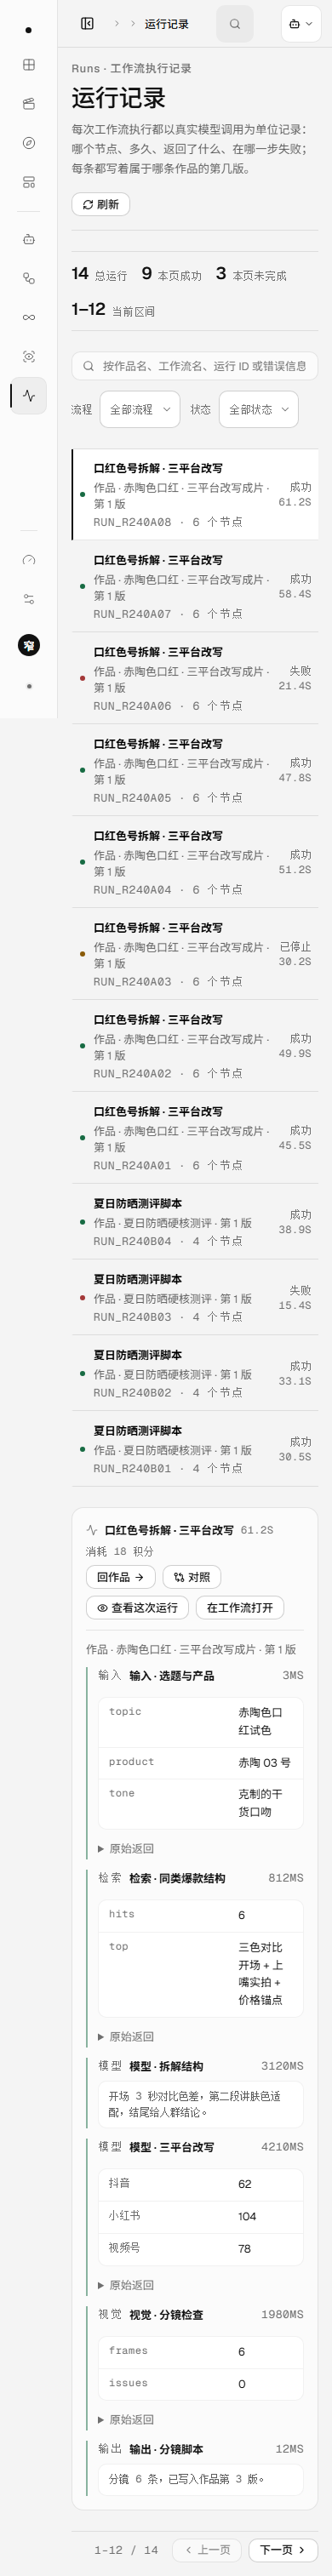 运行记录
Runs · 工作流执行记录
运行记录
每次工作流执行都以真实模型调用为单位记录：
哪个节点、多久、返回了什么、在哪一步失败；
每条都写着属于哪条作品的第几版。
刷新
14 总运行 9 本页成功 3 本页未完成
1–12 当前区间
按作品名、工作流名、运行 ID 或错误信息
流程 全部流程 状态 全部状态
口红色号拆解 · 三平台改写
作品 · 赤陶色口红 · 三平台改写成片 · 成功
第 1 版 61.2S
RUN_R240A08 · 6 个节点
口红色号拆解 · 三平台改写
作品 · 赤陶色口红 · 三平台改写成片 · 成功
第 1 版 58.4S
RUN_R240A07 · 6 个节点
口红色号拆解 · 三平台改写
作品 · 赤陶色口红 · 三平台改写成片 · 失败
第 1 版 21.4S
RUN_R240A06 · 6 个节点
口红色号拆解 · 三平台改写
作品 · 赤陶色口红 · 三平台改写成片 · 成功
第 1 版 47.8S
RUN_R240A05 · 6 个节点
口红色号拆解 · 三平台改写
作品 · 赤陶色口红 · 三平台改写成片 · 成功
第 1 版 51.2S
RUN_R240A04 · 6 个节点
口红色号拆解 · 三平台改写
作品 · 赤陶色口红 · 三平台改写成片 · 已停止
第 1 版 30.2S
RUN_R240A03 · 6 个节点
口红色号拆解 · 三平台改写
作品 · 赤陶色口红 · 三平台改写成片 · 成功
第 1 版 49.9S
RUN_R240A02 · 6 个节点
口红色号拆解 · 三平台改写
作品 · 赤陶色口红 · 三平台改写成片 · 成功
第 1 版 45.5S
RUN_R240A01 · 6 个节点
夏日防晒测评脚本
作品 · 夏日防晒硬核测评 · 第 1 版 成功
RUN_R240B04 · 4 个节点 38.9S
夏日防晒测评脚本
作品 · 夏日防晒硬核测评 · 第 1 版 失败
RUN_R240B03 · 4 个节点 15.4S
夏日防晒测评脚本
作品 · 夏日防晒硬核测评 · 第 1 版 成功
RUN_R240B02 · 4 个节点 33.1S
夏日防晒测评脚本
作品 · 夏日防晒硬核测评 · 第 1 版 成功
RUN_R240B01 · 4 个节点 30.5S
口红色号拆解 · 三平台改写 61.2S
消耗 18 积分
回作品 → 对照
查看这次运行 在工作流打开
作品 · 赤陶色口红 · 三平台改写成片 · 第 1 版
输入 输入 · 选题与产品 3MS
topic 赤陶色口
红试色
product 赤陶 03 号
tone 克制的干
货口吻
▶ 原始返回
检索 检索 · 同类爆款结构 812MS
hits 6
top 三色对比
开场 + 上
嘴实拍 +
价格锚点
▶ 原始返回
模型 模型 · 拆解结构 3120MS
开场 3 秒对比色差，第二段讲肤色适
配，结尾给人群结论。
模型 模型 · 三平台改写 4210MS
抖音 62
小红书 104
视频号 78
▶ 原始返回
视觉 视觉 · 分镜检查 1980MS
frames 6
issues 0
▶ 原始返回
输出 输出 · 分镜脚本 12MS
分镜 6 条，已写入作品第 3 版。
1–12 / 14 上一页 下一页
窄